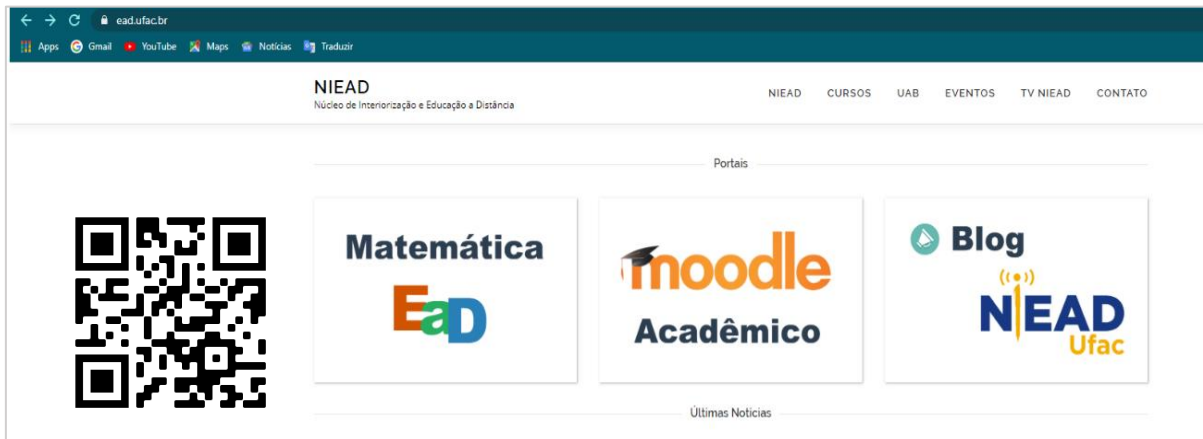 ead.ufac.br
Apps Gmail YouTube Maps Notícias Traduzir
NIEAD
Núcleo de Interiorização e Educação a Distância
NIEAD CURSOS UAB EVENTOS TV NIEAD CONTATO
Portais
Matemática
EaD
moodle
Acadêmico
Blog
NIEAD
Ufac
Últimas Noticias